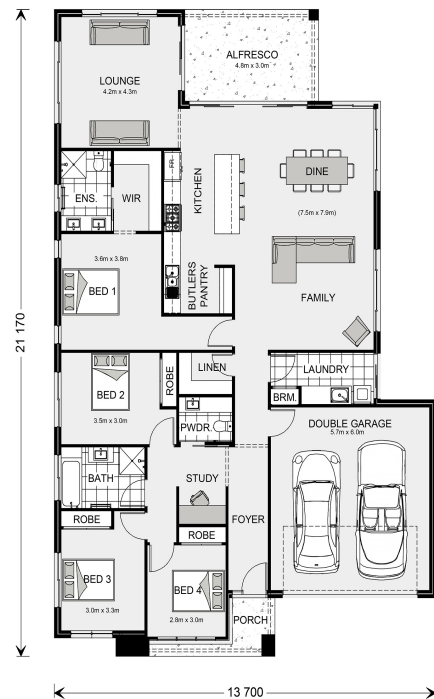 ALFRESCO
4.8m x 3.0m
LOUNGE
4.2m x 4.3m
FR
KITCHEN
DINE
ENS.
WIR
(7.5m x 7.9m)
3.6m x 3.8m
BED 1
BUTLERS
PANTRY
FAMILY
21 170
LINEN
LAUNDRY
ROBE
BED 2
BRM.
3.5m x 3.0m
PWDR.
DOUBLE GARAGE
5.7m x 6.0m
BATH
STUDY
ROBE
FOYER
ROBE
BED 3
3.0m x 3.3m
BED 4
2.8m x 3.0m
PORCH
13 700